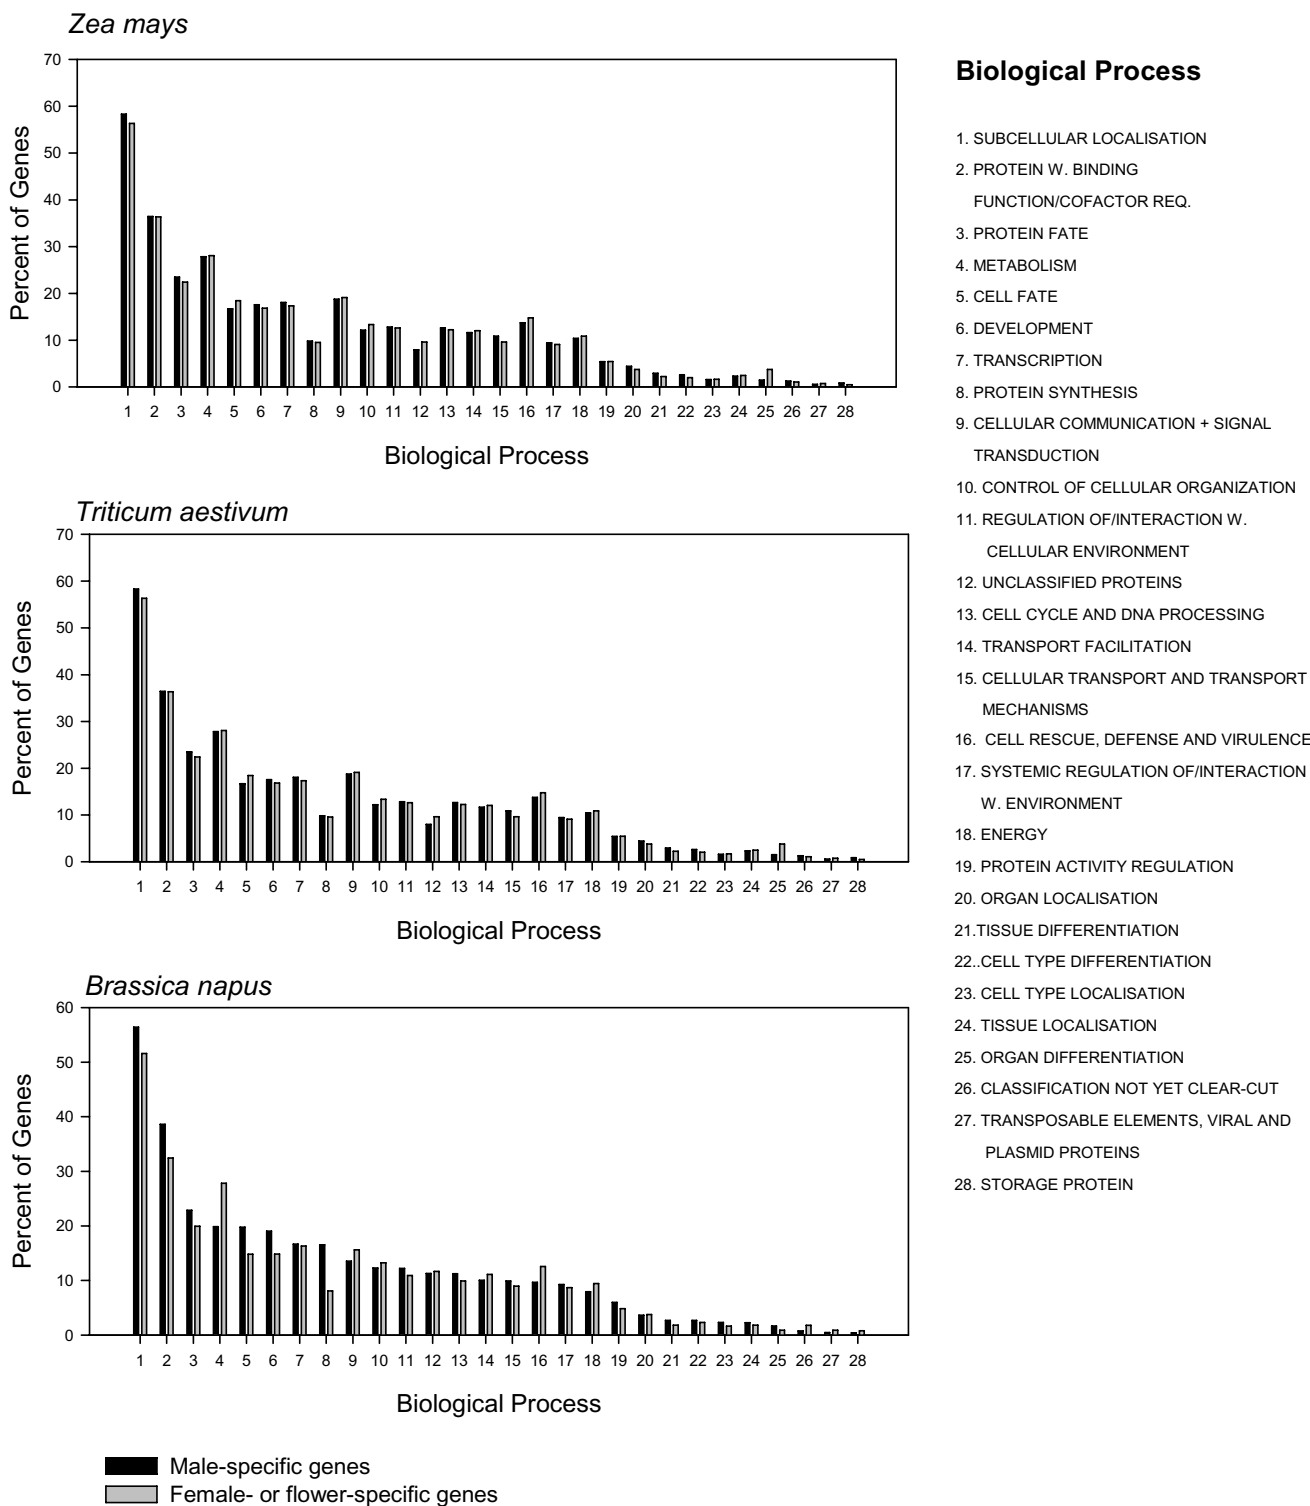 Zea mays
70
60
50
40
30
20
10
0
Percent of Genes
1 2 3 4 5 6 7 8 9 10 11 12 13 14 15 16 17 18 19 20 21 22 23 24 25 26 27 28
Biological Process
Triticum aestivum
70
60
50
40
30
20
10
0
Percent of Genes
1 2 3 4 5 6 7 8 9 10 11 12 13 14 15 16 17 18 19 20 21 22 23 24 25 26 27 28
Biological Process
Brassica napus
60
50
40
30
20
10
0
Percent of Genes
1 2 3 4 5 6 7 8 9 10 11 12 13 14 15 16 17 18 19 20 21 22 23 24 25 26 27 28
Biological Process
Male-specific genes
Female- or flower-specific genes
Biological Process
1. SUBCELLULAR LOCALISATION
2. PROTEIN W. BINDING
FUNCTION/COFACTOR REQ.
3. PROTEIN FATE
4. METABOLISM
5. CELL FATE
6. DEVELOPMENT
7. TRANSCRIPTION
8. PROTEIN SYNTHESIS
9. CELLULAR COMMUNICATION + SIGNAL
TRANSDUCTION
10. CONTROL OF CELLULAR ORGANIZATION
11. REGULATION OF/INTERACTION W.
CELLULAR ENVIRONMENT
12. UNCLASSIFIED PROTEINS
13. CELL CYCLE AND DNA PROCESSING
14. TRANSPORT FACILITATION
15. CELLULAR TRANSPORT AND TRANSPORT
MECHANISMS
16. CELL RESCUE, DEFENSE AND VIRULENCE
17. SYSTEMIC REGULATION OF/INTERACTION
W. ENVIRONMENT
18. ENERGY
19. PROTEIN ACTIVITY REGULATION
20. ORGAN LOCALISATION
21.TISSUE DIFFERENTIATION
22..CELL TYPE DIFFERENTIATION
23. CELL TYPE LOCALISATION
24. TISSUE LOCALISATION
25. ORGAN DIFFERENTIATION
26. CLASSIFICATION NOT YET CLEAR-CUT
27. TRANSPOSABLE ELEMENTS, VIRAL AND
PLASMID PROTEINS
28. STORAGE PROTEIN